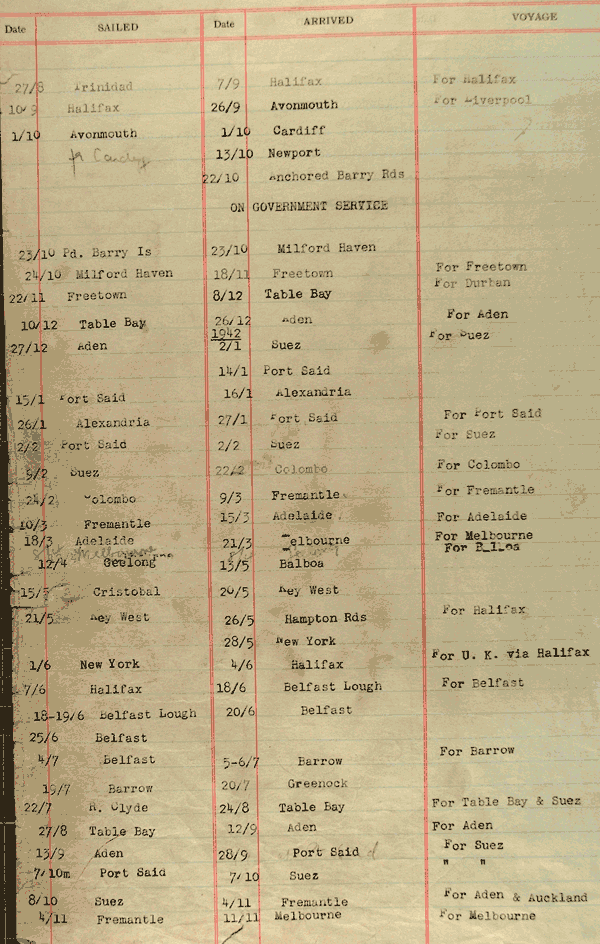 Date SAILED Date ARRIVED VOYAGE
27/8 Trinidad 7/9 Halifax For Halifax
10/9 Halifax 26/9 Avonmouth For Liverpool
1/10 Avonmouth 1/10 Cardiff
13/10 Newport
22/10 Anchored Barry Rds
ON GOVERNMENT SERVICE
23/10 Pd. Barry Is 23/10 Milford Haven
24/10 Milford Haven 18/11 Freetown For Freetown
22/11 Freetown 8/12 Table Bay For Durban
10/12 Table Bay 26/12 Aden For Aden
1942
27/12 Aden 2/1 Suez For Suez
14/1 Port Said
15/1 Port Said 16/1 Alexandria
26/1 Alexandria 27/1 Port Said For Port Said
2/2 Port Said 2/2 Suez For Suez
9/2 Suez 22/2 Colombo For Colombo
24/2 Colombo 9/3 Fremantle For Fremantle
10/3 Fremantle 15/3 Adelaide For Adelaide
18/3 Adelaide 21/3 Melbourne For Melbourne
12/4 Geelong 13/5 Balboa For
15/5 Cristobal 20/5 Key West
21/5 Key West 26/5 Hampton Rds For Halifax
28/5 New York
1/6 New York 4/6 Halifax For U. K. via Halifax
7/6 Halifax 18/6 Belfast Lough For Belfast
18-19/6 Belfast Lough 20/6 Belfast
25/6 Belfast
4/7 Belfast 5-6/7 Barrow For Barrow
19/7 Barrow 20/7 Greenock
22/7 R. Clyde 24/8 Table Bay For Table Bay & Suez
27/8 Table Bay 12/9 Aden For Aden
13/9 Aden 28/9 Port Said For Suez
7/10m Port Said 7/10 Suez " "
8/10 Suez 4/11 Fremantle For Aden & Auckland
4/11 Fremantle 11/11 Melbourne For Melbourne